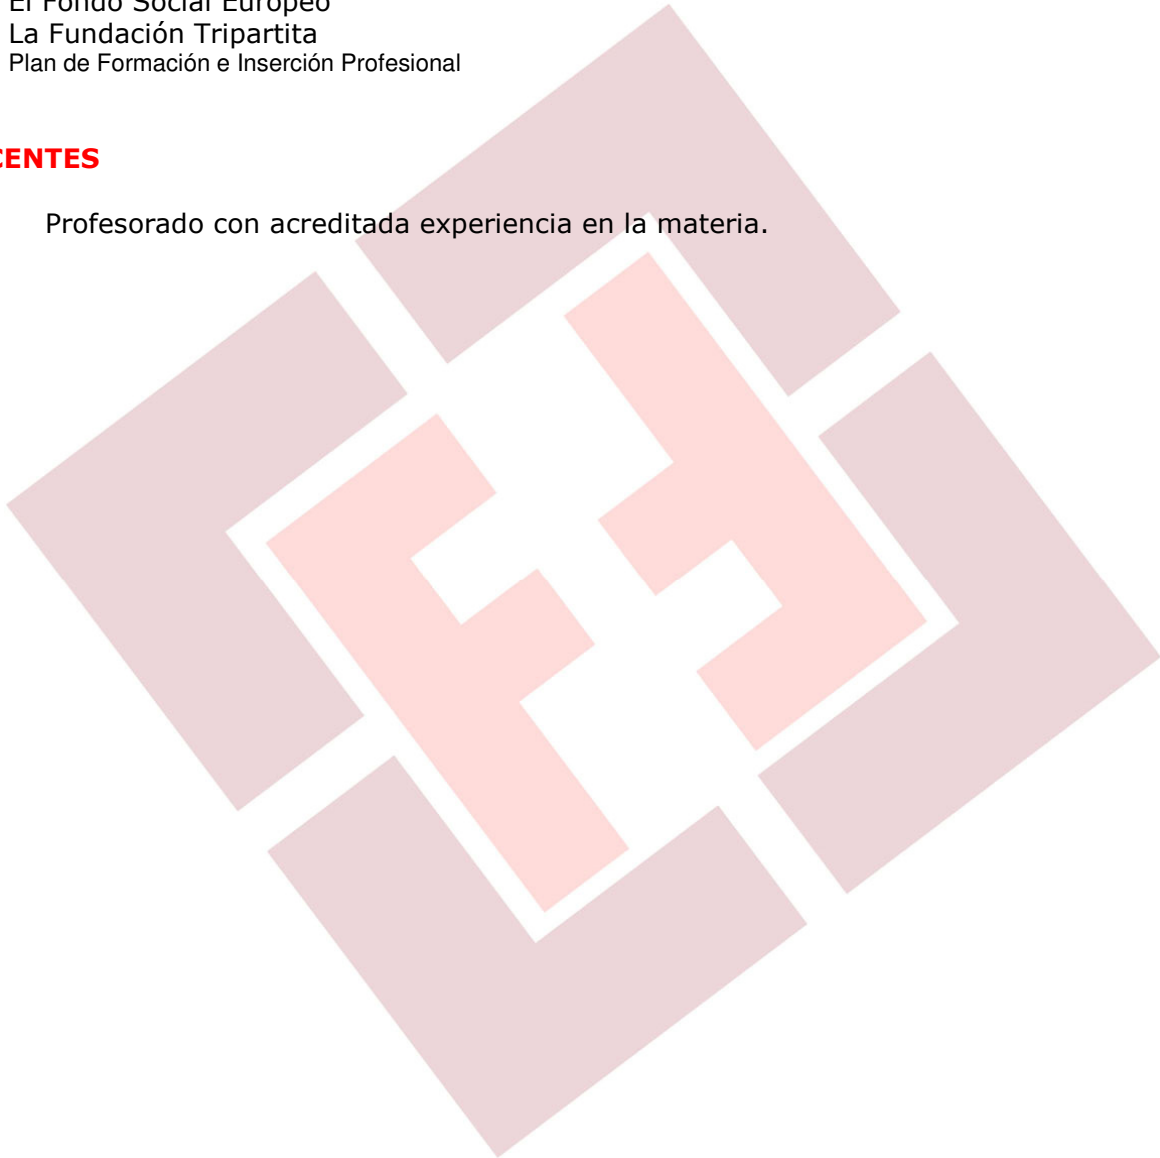 El Fondo Social Europeo
La Fundación Tripartita
Plan de Formación e Inserción Profesional
CENTES
Profesorado con acreditada experiencia en la materia.